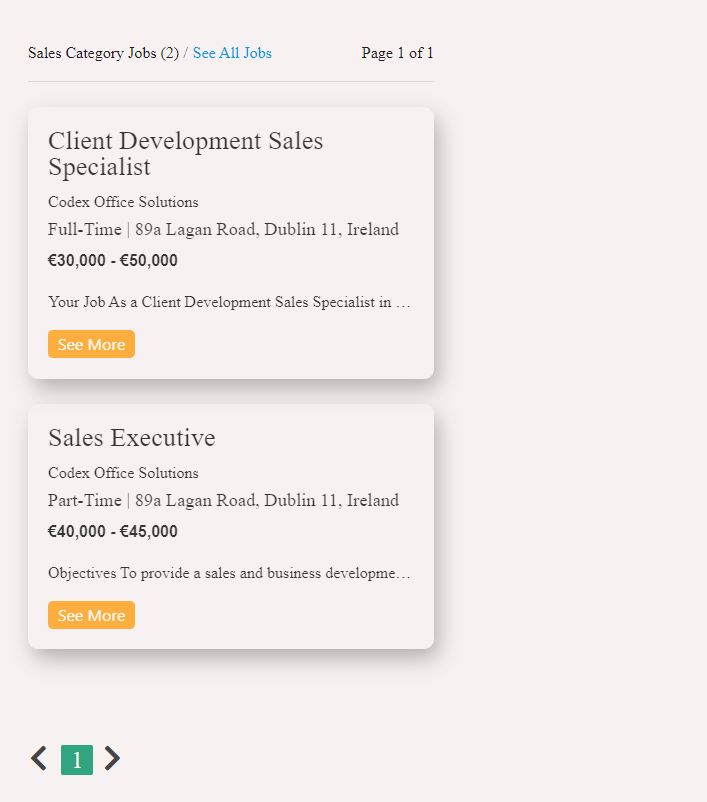 Sales Category Jobs (2) / See All Jobs Page 1 of 1
Client Development Sales
Specialist
Codex Office Solutions
Full-Time | 89a Lagan Road, Dublin 11, Ireland
€30,000 - €50,000
Your Job As a Client Development Sales Specialist in …
See More
Sales Executive
Codex Office Solutions
Part-Time | 89a Lagan Road, Dublin 11, Ireland
€40,000 - €45,000
Objectives To provide a sales and business developme…
See More
1